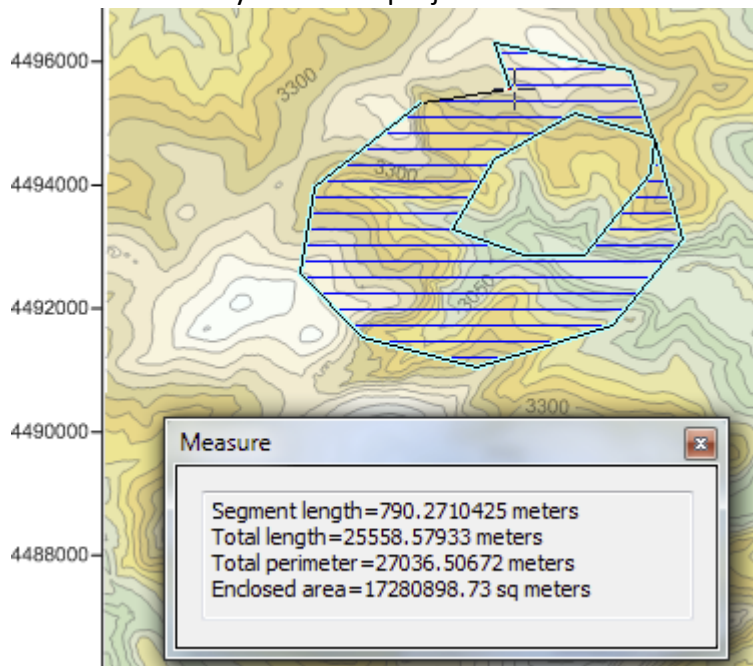 4496000
3300
4494000
3300
4492000
3050
4490000
3300
4488000
Measure
Segment length=790.2710425 meters
Total length=25558.57933 meters
Total perimeter=27036.50672 meters
Enclosed area=17280898.73 sq meters